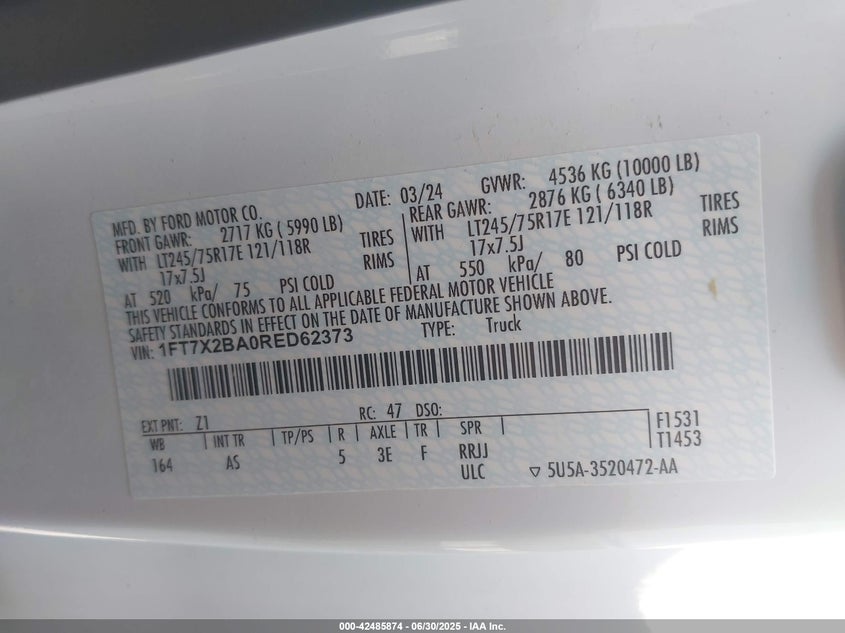 MFD. BY FORD MOTOR CO. DATE: 03/24 GVWR: 4536 KG (10000 LB)
FRONT GAWR: 2717 KG ( 5990 LB) REAR GAWR: 2876 KG ( 6340 LB)
WITH LT245/75R17E 121/118R TIRES WITH LT245/75R17E 121/118R TIRES
17x7.5J RIMS 17x7.5J RIMS
AT 520 kPa/ 75 PSI COLD AT 550 kPa/ 80 PSI COLD
THIS VEHICLE CONFORMS TO ALL APPLICABLE FEDERAL MOTOR VEHICLE
SAFETY STANDARDS IN EFFECT ON THE DATE OF MANUFACTURE SHOWN ABOVE.
VIN: 1FT7X2BA0RED62373 TYPE: Truck
EXT PNT: Z1 RC: 47 DSO: F1531
WB INT TR TP/PS R AXLE TR SPR T1453
164 AS 5 3E F RRJJ
ULC ▽ 5U5A-3520472-AA
000-42485874 - 06/30/2025 - IAA Inc.